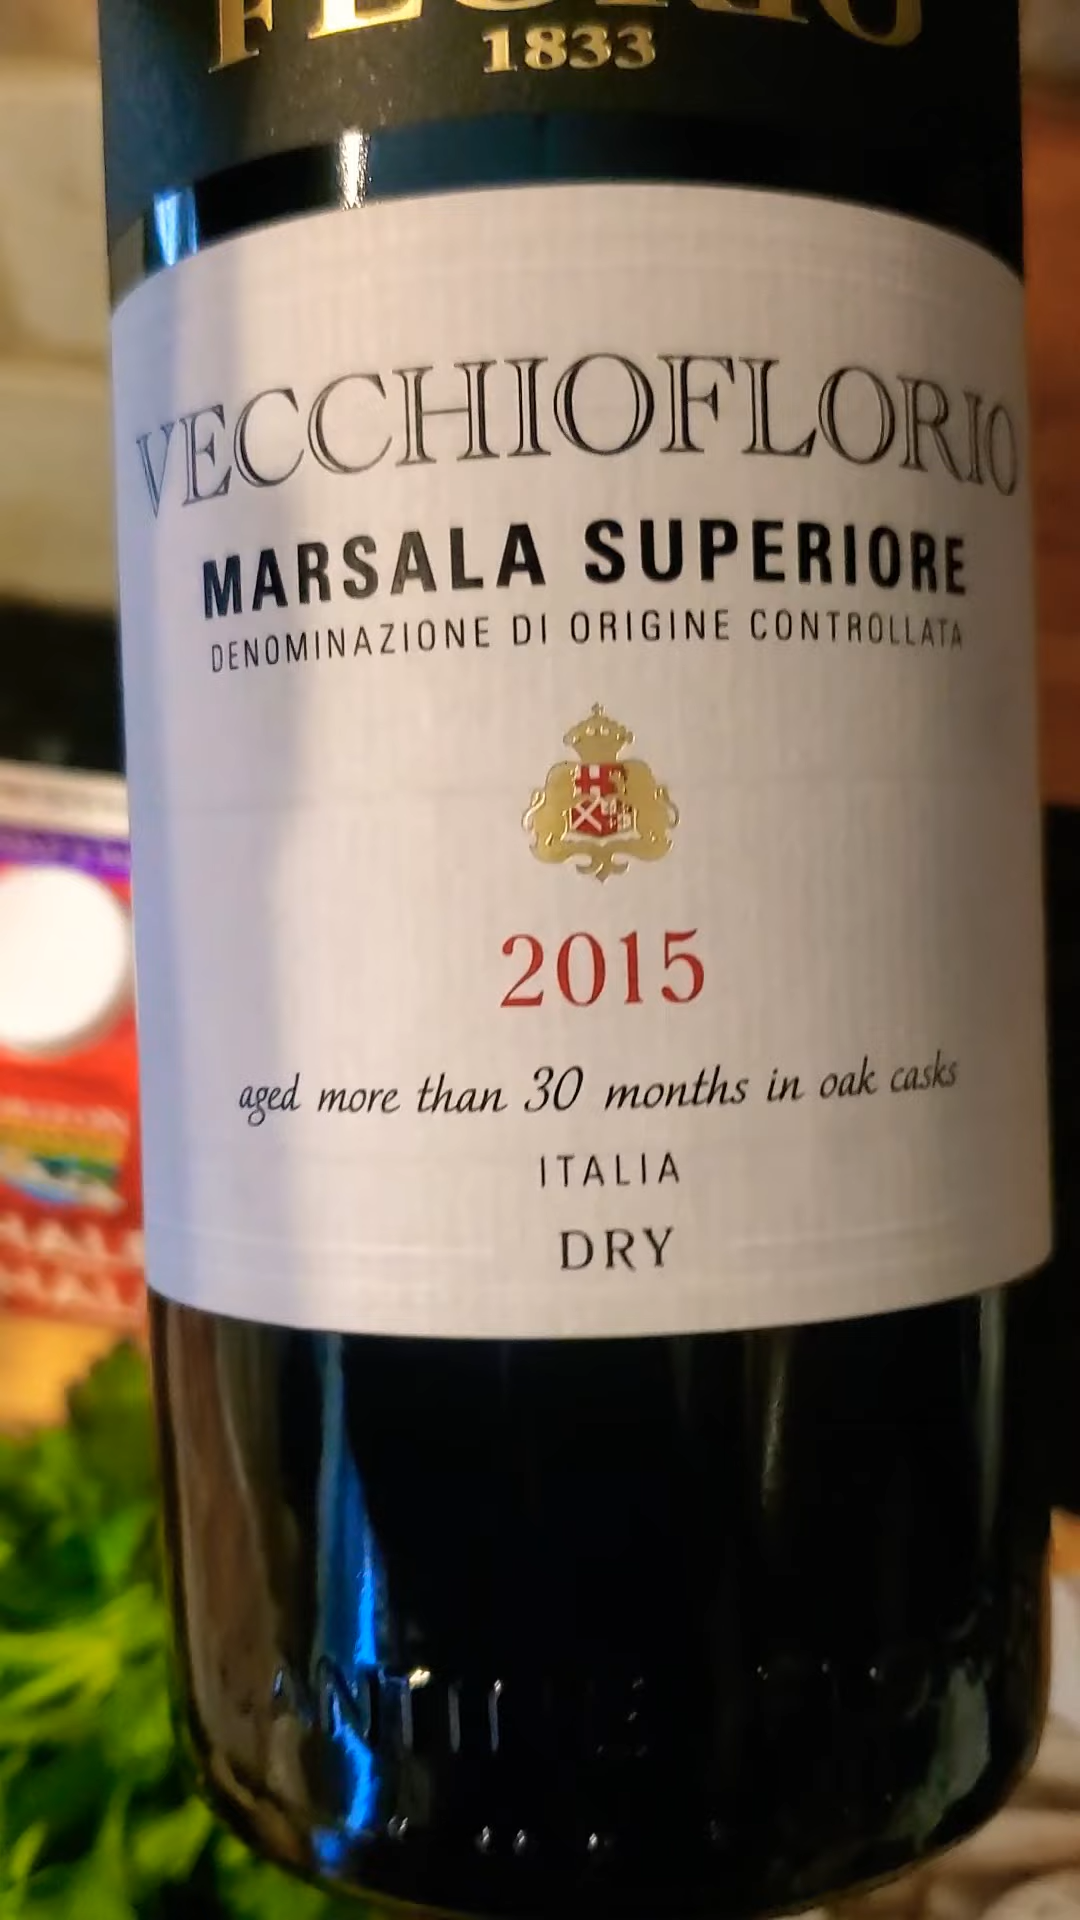 FLORIO
1833
VECCHIOFLORIO
MARSALA SUPERIORE
DENOMINAZIONE DI ORIGINE CONTROLLATA
2015
aged more than 30 months in oak casks
ITALIA
DRY